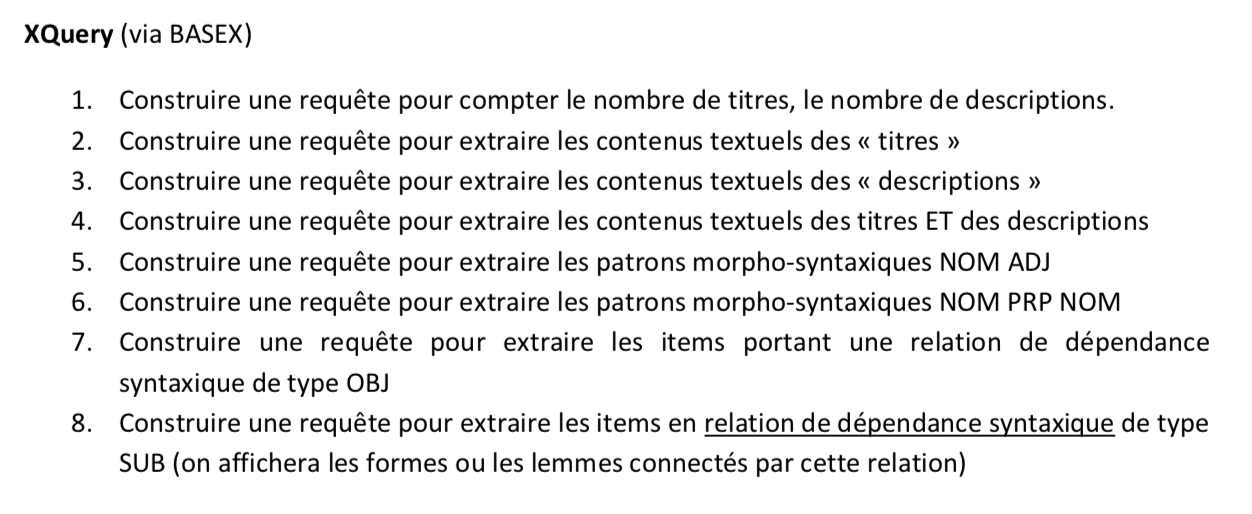 XQuery (via BASEX)
1. Construire une requête pour compter le nombre de titres, le nombre de descriptions.
2. Construire une requête pour extraire les contenus textuels des « titres »
3. Construire une requête pour extraire les contenus textuels des « descriptions »
4. Construire une requête pour extraire les contenus textuels des titres ET des descriptions
5. Construire une requête pour extraire les patrons morpho-syntaxiques NOM ADJ
6. Construire une requête pour extraire les patrons morpho-syntaxiques NOM PRP NOM
7. Construire une requête pour extraire les items portant une relation de dépendance
syntaxique de type OBJ
8. Construire une requête pour extraire les items en relation de dépendance syntaxique de type
SUB (on affichera les formes ou les lemmes connectés par cette relation)